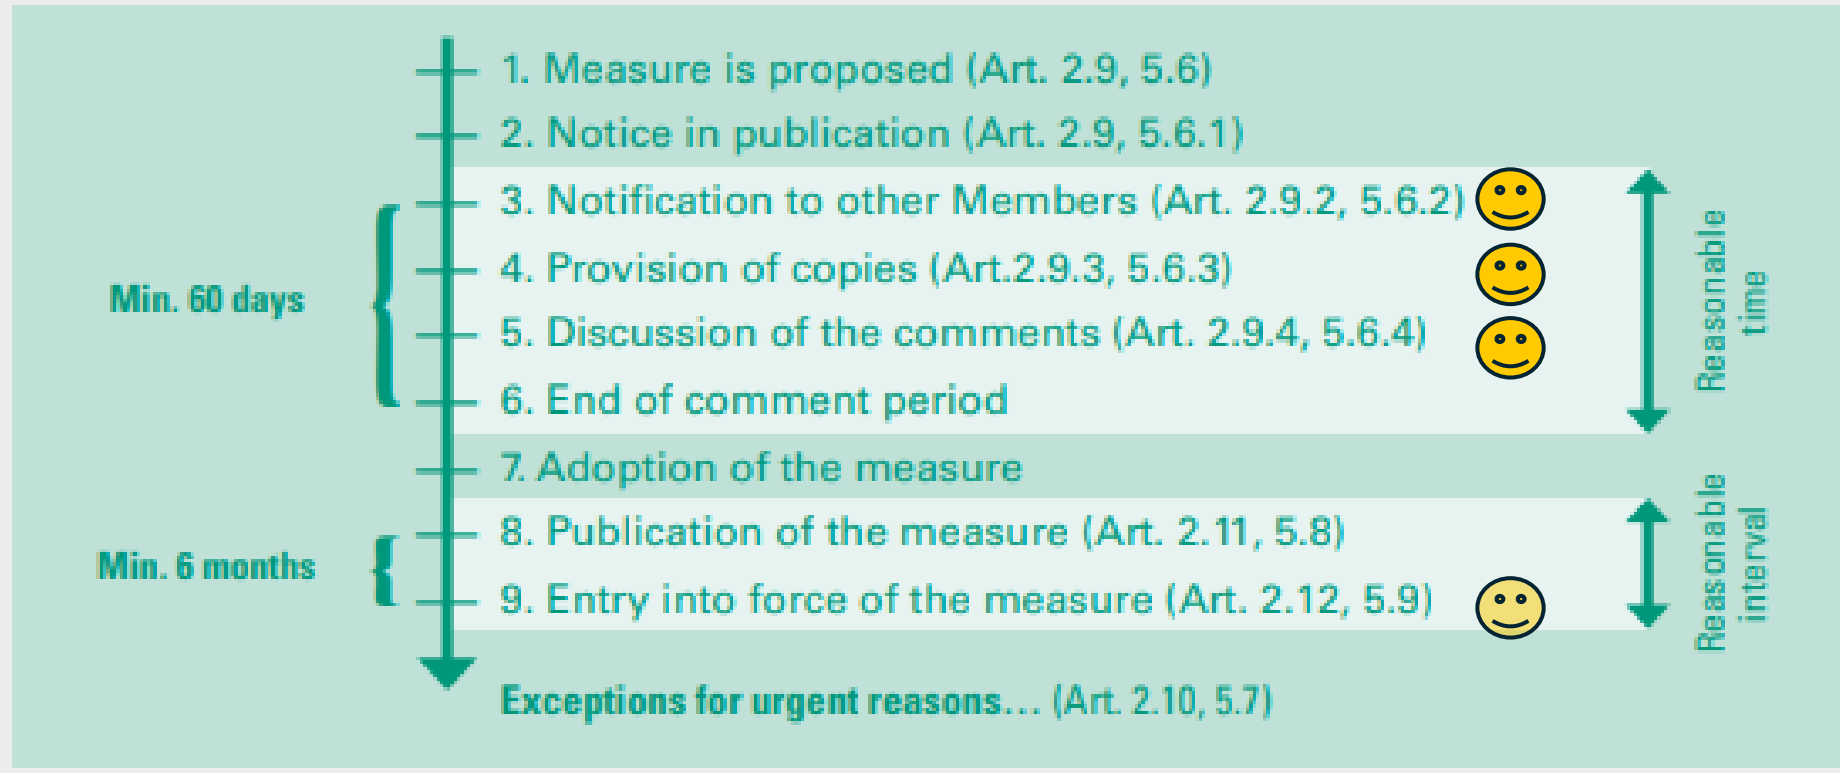 1. Measure is proposed (Art. 2.9, 5.6)
2. Notice in publication (Art. 2.9, 5.6.1)
3. Notification to other Members (Art. 2.9.2, 5.6.2)
4. Provision of copies (Art.2.9.3, 5.6.3)
5. Discussion of the comments (Art. 2.9.4, 5.6.4)
6. End of comment period
Min. 60 days
Reasonable
time
7. Adoption of the measure
8. Publication of the measure (Art. 2.11, 5.8)
9. Entry into force of the measure (Art. 2.12, 5.9)
Min. 6 months
Reasonable
interval
Exceptions for urgent reasons... (Art. 2.10, 5.7)